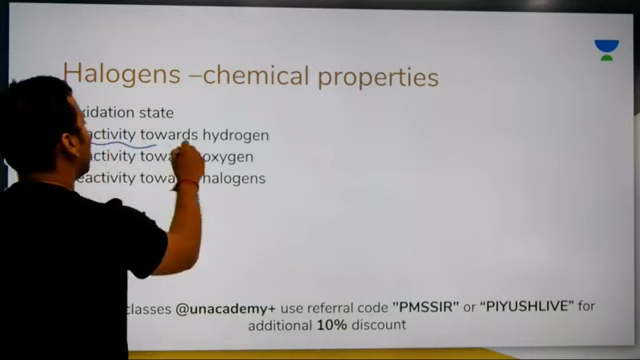 Halogens –chemical properties
xidation state
activity towards hydrogen
activity towa oxygen
eactivity towa halogens
classes @unacademy+ use referral code "PMSSIR" or “PIYUSHLIVE” for
additional 10% discount